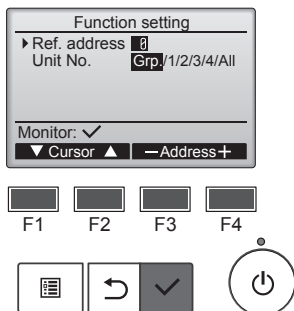 Function setting
Ref. address 0
Unit No. Grp./1/2/3/4/All
Monitor: ✓
▼ Cursor ▲ −Address+
F1 F2 F3 F4